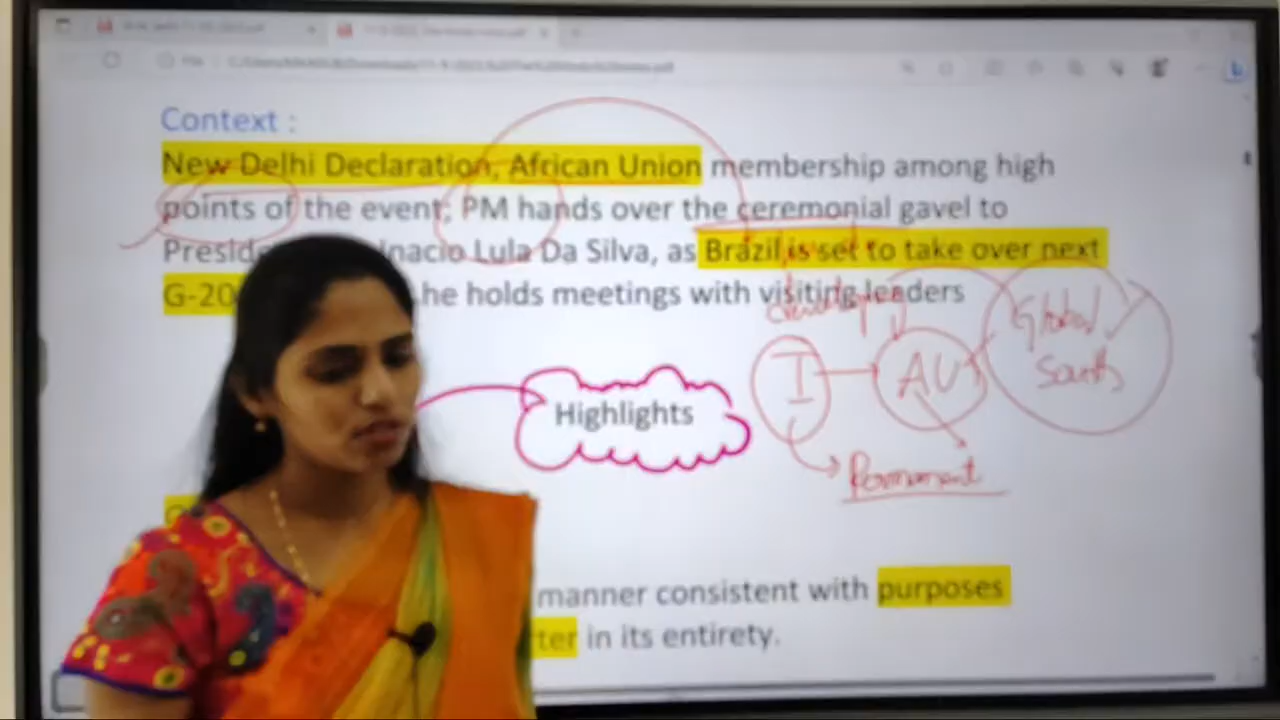 Context :
New Delhi Declaration, African Union membership among high
points of the event; PM hands over the ceremonial gavel to
Preside nacio Lula Da Silva, as Brazil is set to take over next
G-20 he holds meetings with visiting leaders
Global
South
I AU
Highlights
Permanent
manner consistent with purposes
ter in its entirety.